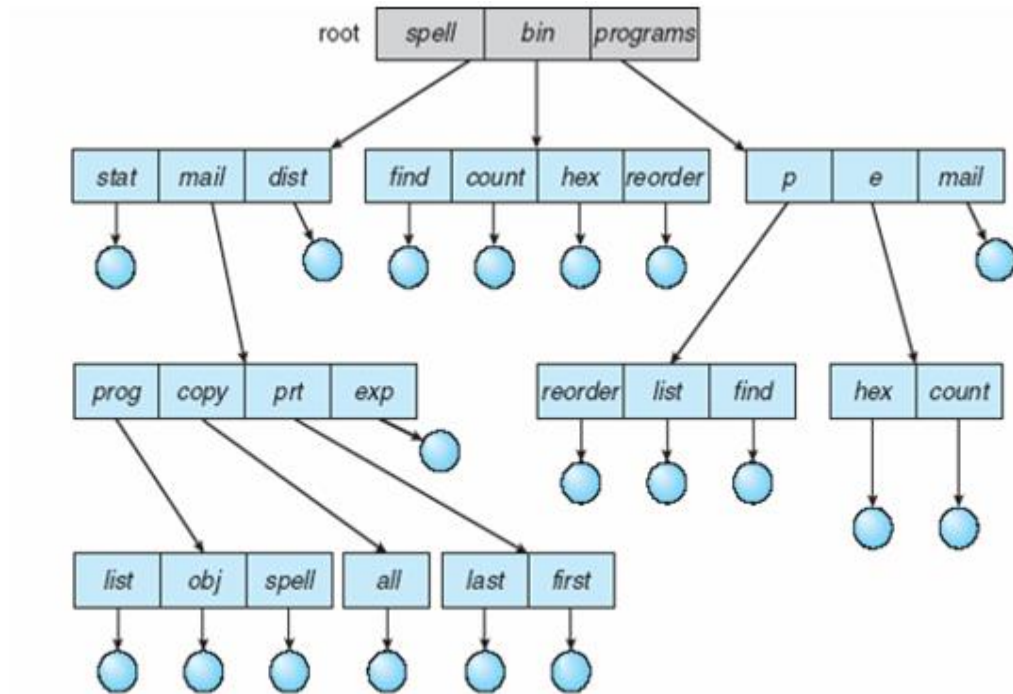 root spell bin programs
stat mail dist find count hex reorder p e mail
prog copy prt exp reorder list find hex count
list obj spell all last first